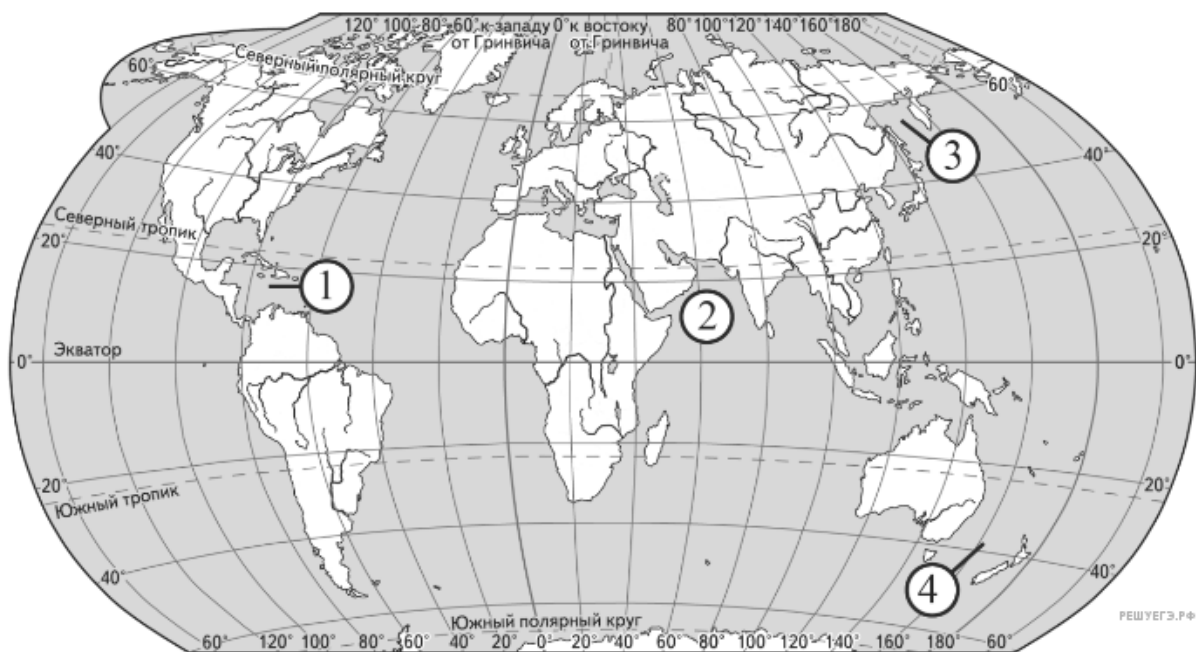 120° 100° 80° 60° к западу 0° к востоку 80° 100° 120° 140° 160° 180°
от Гринвича от Гринвича
Северный полярный круг
60° 60°
3
40° 40°
Северный тропик
20° 20°
1
2
Экватор
0° 0°
20° 20°
Южный тропик
40° 40°
4
Южный полярный круг
РЕШУЕГЭ.РФ
60° 120° 100° 80° 60° 40° 20° 0° 20° 40° 60° 80° 100° 120° 140° 160° 180° 60°